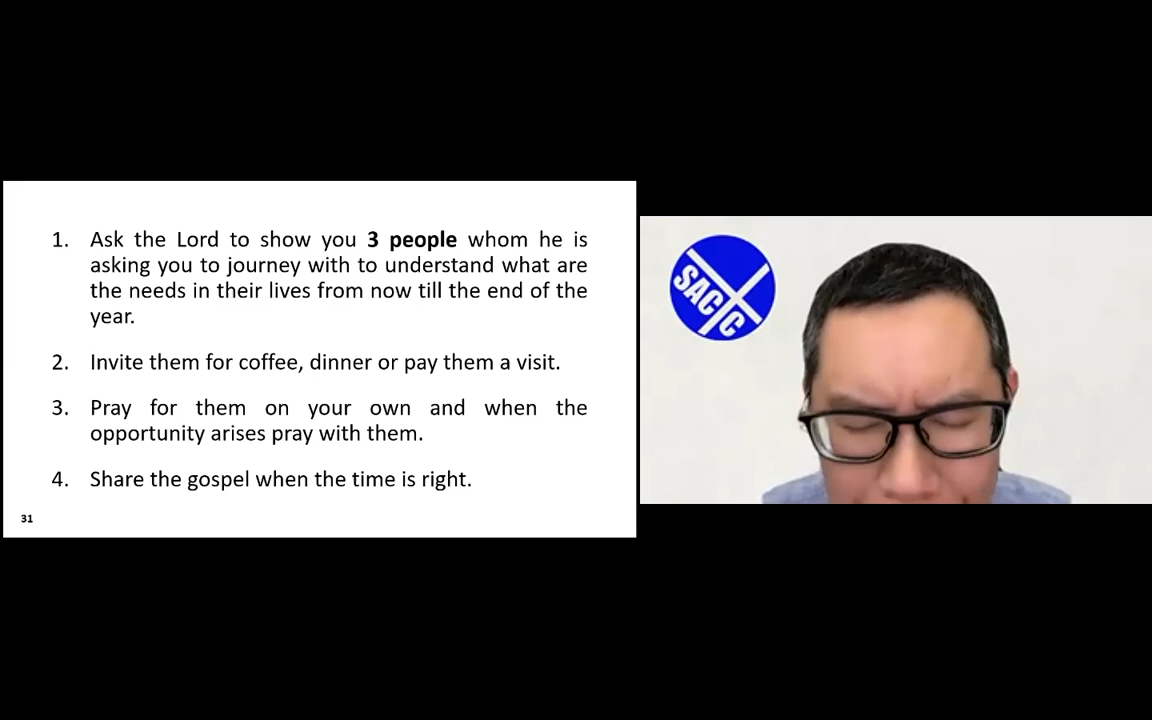 1. Ask the Lord to show you 3 people whom he is
asking you to journey with to understand what are
the needs in their lives from now till the end of the
year.
2. Invite them for coffee, dinner or pay them a visit.
3. Pray for them on your own and when the
opportunity arises pray with them.
4. Share the gospel when the time is right.
31
SAC
C